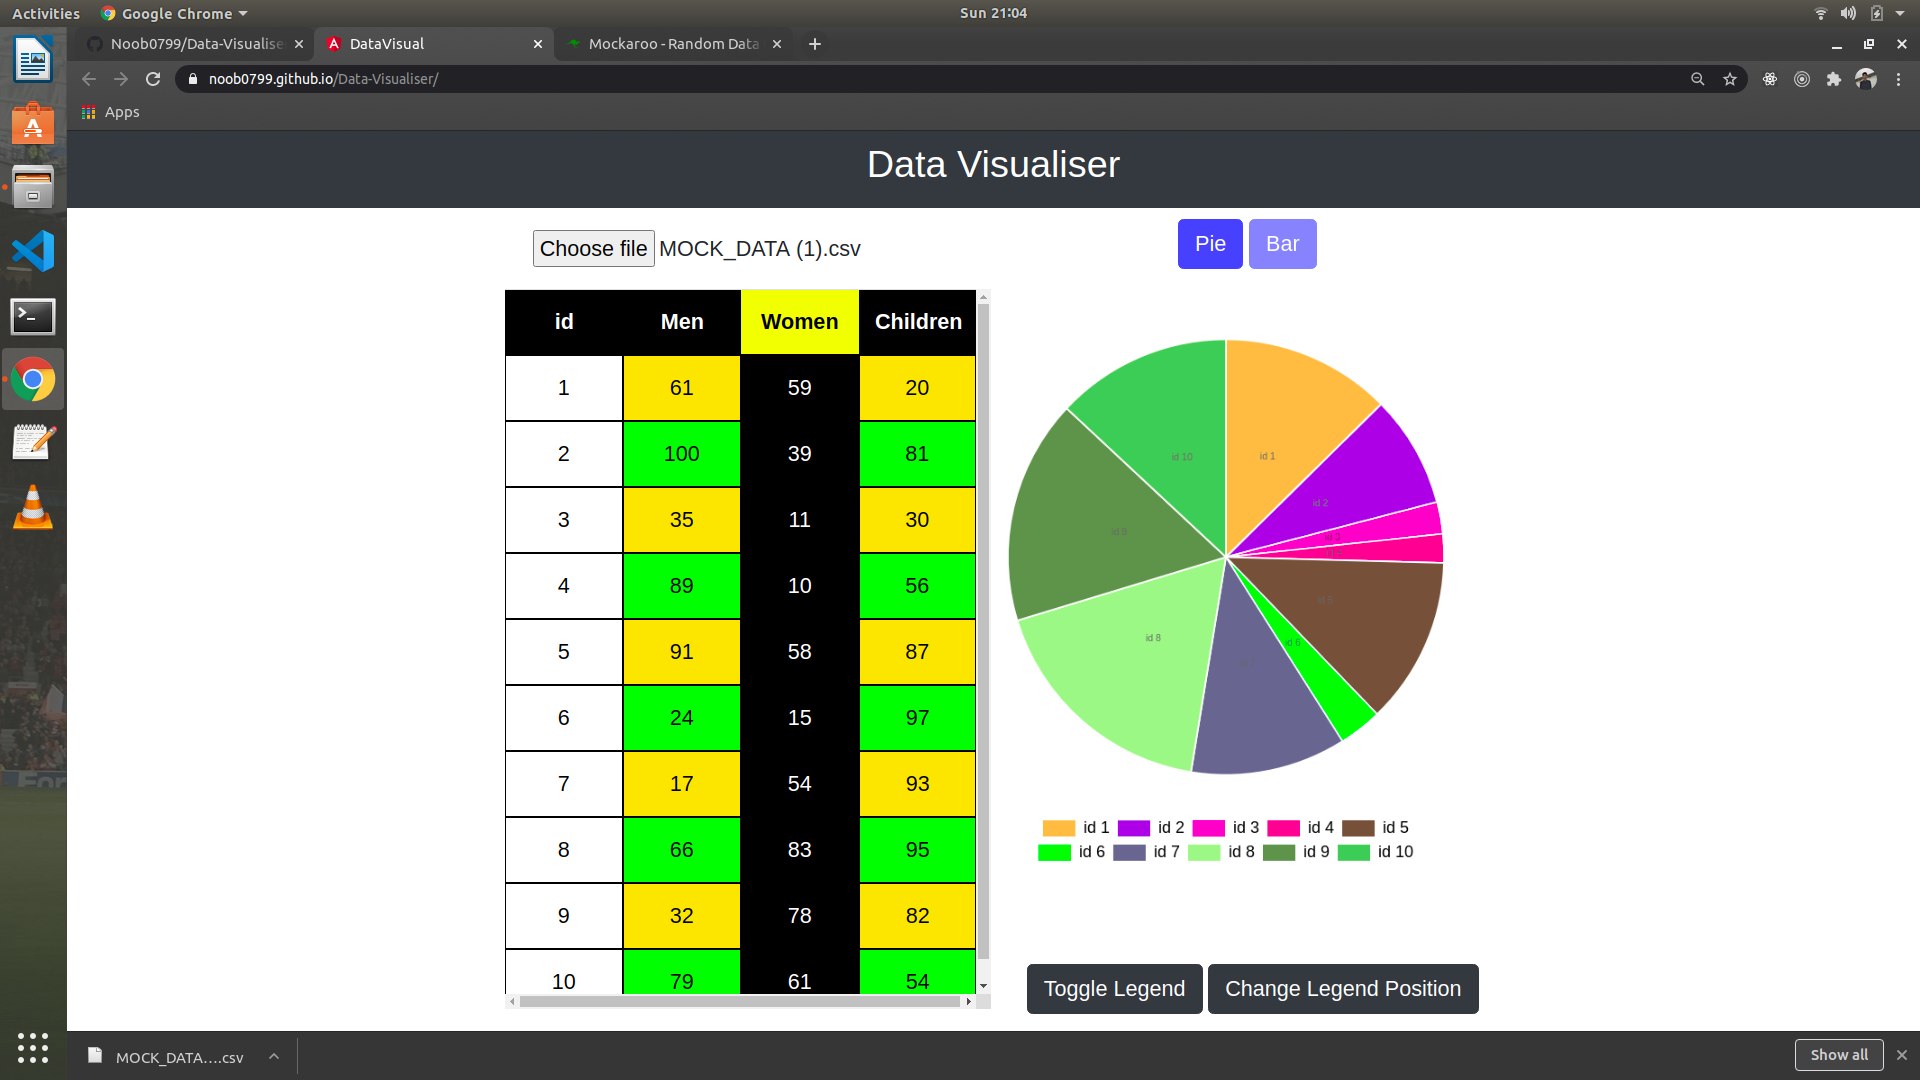 Activities Google Chrome Sun 21:04
Noob0799/Data-Visualise DataVisual Mockaroo - Random Data
noob0799.github.io/Data-Visualiser/
Apps
Data Visualiser
Choose file MOCK_DATA (1).csv
Pie Bar
id Men Women Children
1 61 59 20
2 100 39 81
3 35 11 30
4 89 10 56
5 91 58 87
6 24 15 97
7 17 54 93
8 66 83 95
9 32 78 82
10 79 61 54
id 10 id 1
id 2
id 9 id 3
id 5
id 8 id 6
id 1 id 2 id 3 id 4 id 5
id 6 id 7 id 8 id 9 id 10
Toggle Legend Change Legend Position
MOCK_DATA....csv Show all